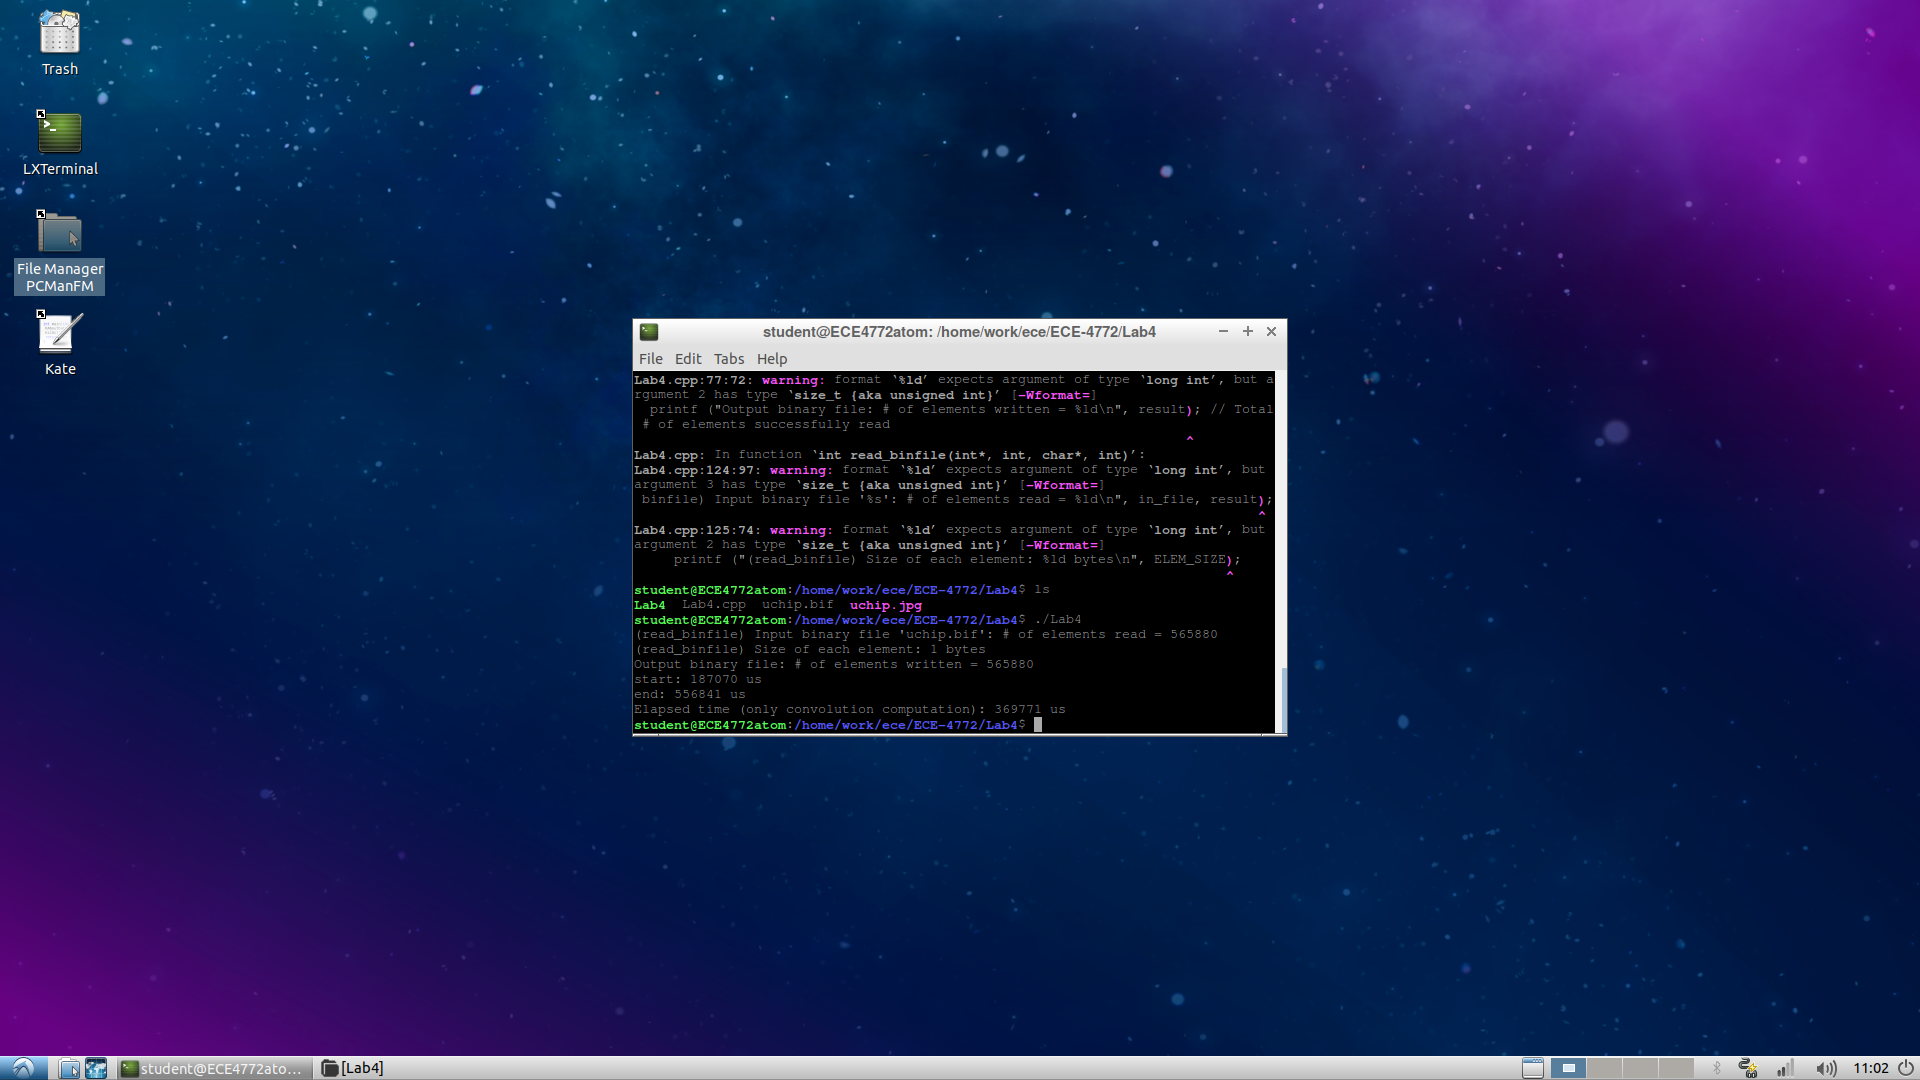 Trash
LXTerminal
File Manager
PCManFM
Kate
student@ECE4772atom: /home/work/ece/ECE-4772/Lab4
File Edit Tabs Help
Lab4.cpp:77:72: warning: format ‘%ld’ expects argument of type ‘long int’, but a
rgument 2 has type ‘size_t {aka unsigned int}’ [-Wformat=]
printf ("Output binary file: # of elements written = %ld\n", result); // Total
# of elements successfully read
^
Lab4.cpp: In function ‘int read_binfile(int*, int, char*, int)’:
Lab4.cpp:124:97: warning: format ‘%ld’ expects argument of type ‘long int’, but
argument 3 has type ‘size_t {aka unsigned int}’ [-Wformat=]
binfile) Input binary file '%s': # of elements read = %ld\n", in_file, result);
^
Lab4.cpp:125:74: warning: format ‘%ld’ expects argument of type ‘long int’, but
argument 2 has type ‘size_t {aka unsigned int}’ [-Wformat=]
printf ("(read_binfile) Size of each element: %ld bytes\n", ELEM_SIZE);
^
student@ECE4772atom:/home/work/ece/ECE-4772/Lab4$ ls
Lab4 Lab4.cpp uchip.bif uchip.jpg
student@ECE4772atom:/home/work/ece/ECE-4772/Lab4$ ./Lab4
(read_binfile) Input binary file 'uchip.bif': # of elements read = 565880
(read_binfile) Size of each element: 1 bytes
Output binary file: # of elements written = 565880
start: 187070 us
end: 556841 us
Elapsed time (only convolution computation): 369771 us
student@ECE4772atom:/home/work/ece/ECE-4772/Lab4$
student@ECE4772ato... [Lab4] 11:02